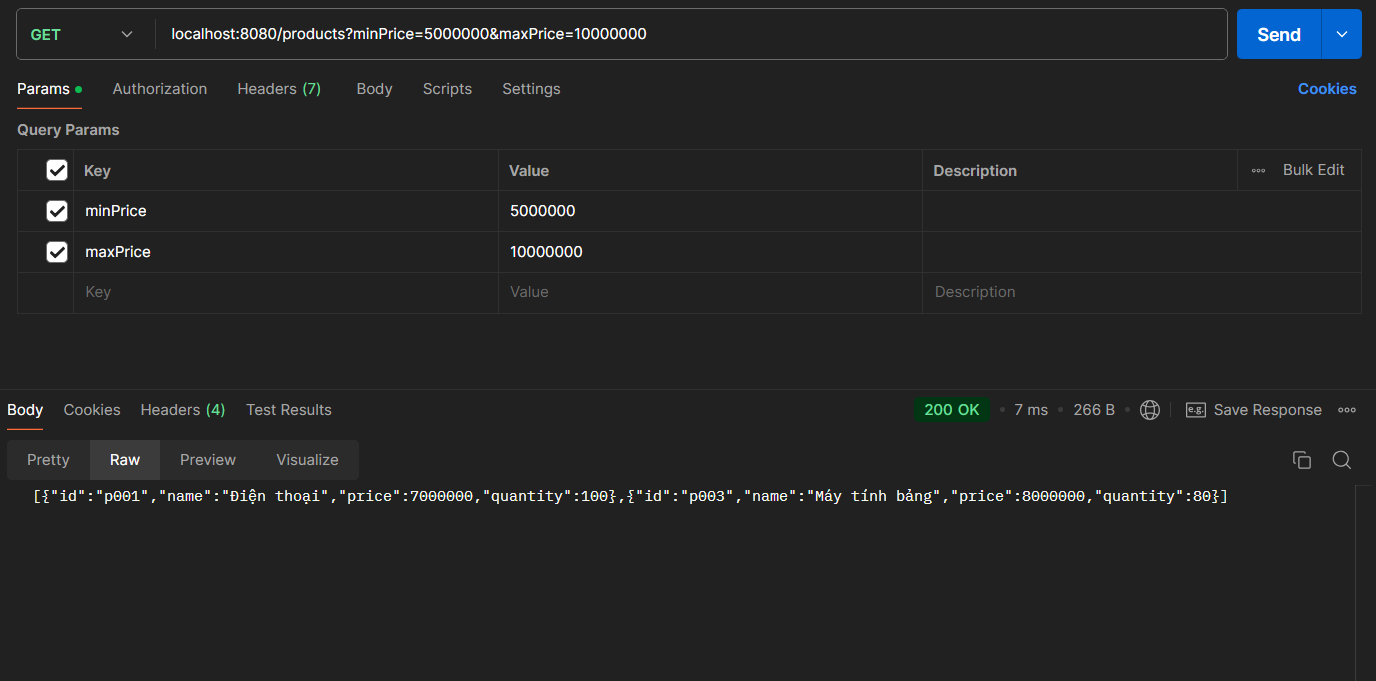 GET localhost:8080/products?minPrice=5000000&maxPrice=10000000 Send
Params Authorization Headers (7) Body Scripts Settings Cookies
Query Params
Key Value Description Bulk Edit
minPrice 5000000
maxPrice 10000000
Key Value Description
Body Cookies Headers (4) Test Results 200 OK 7 ms 266 B e.g. Save Response
Pretty Raw Preview Visualize
[{"id":"p001","name":"Điện thoại","price":7000000,"quantity":100},{"id":"p003","name":"Máy tính bảng","price":8000000,"quantity":80}]